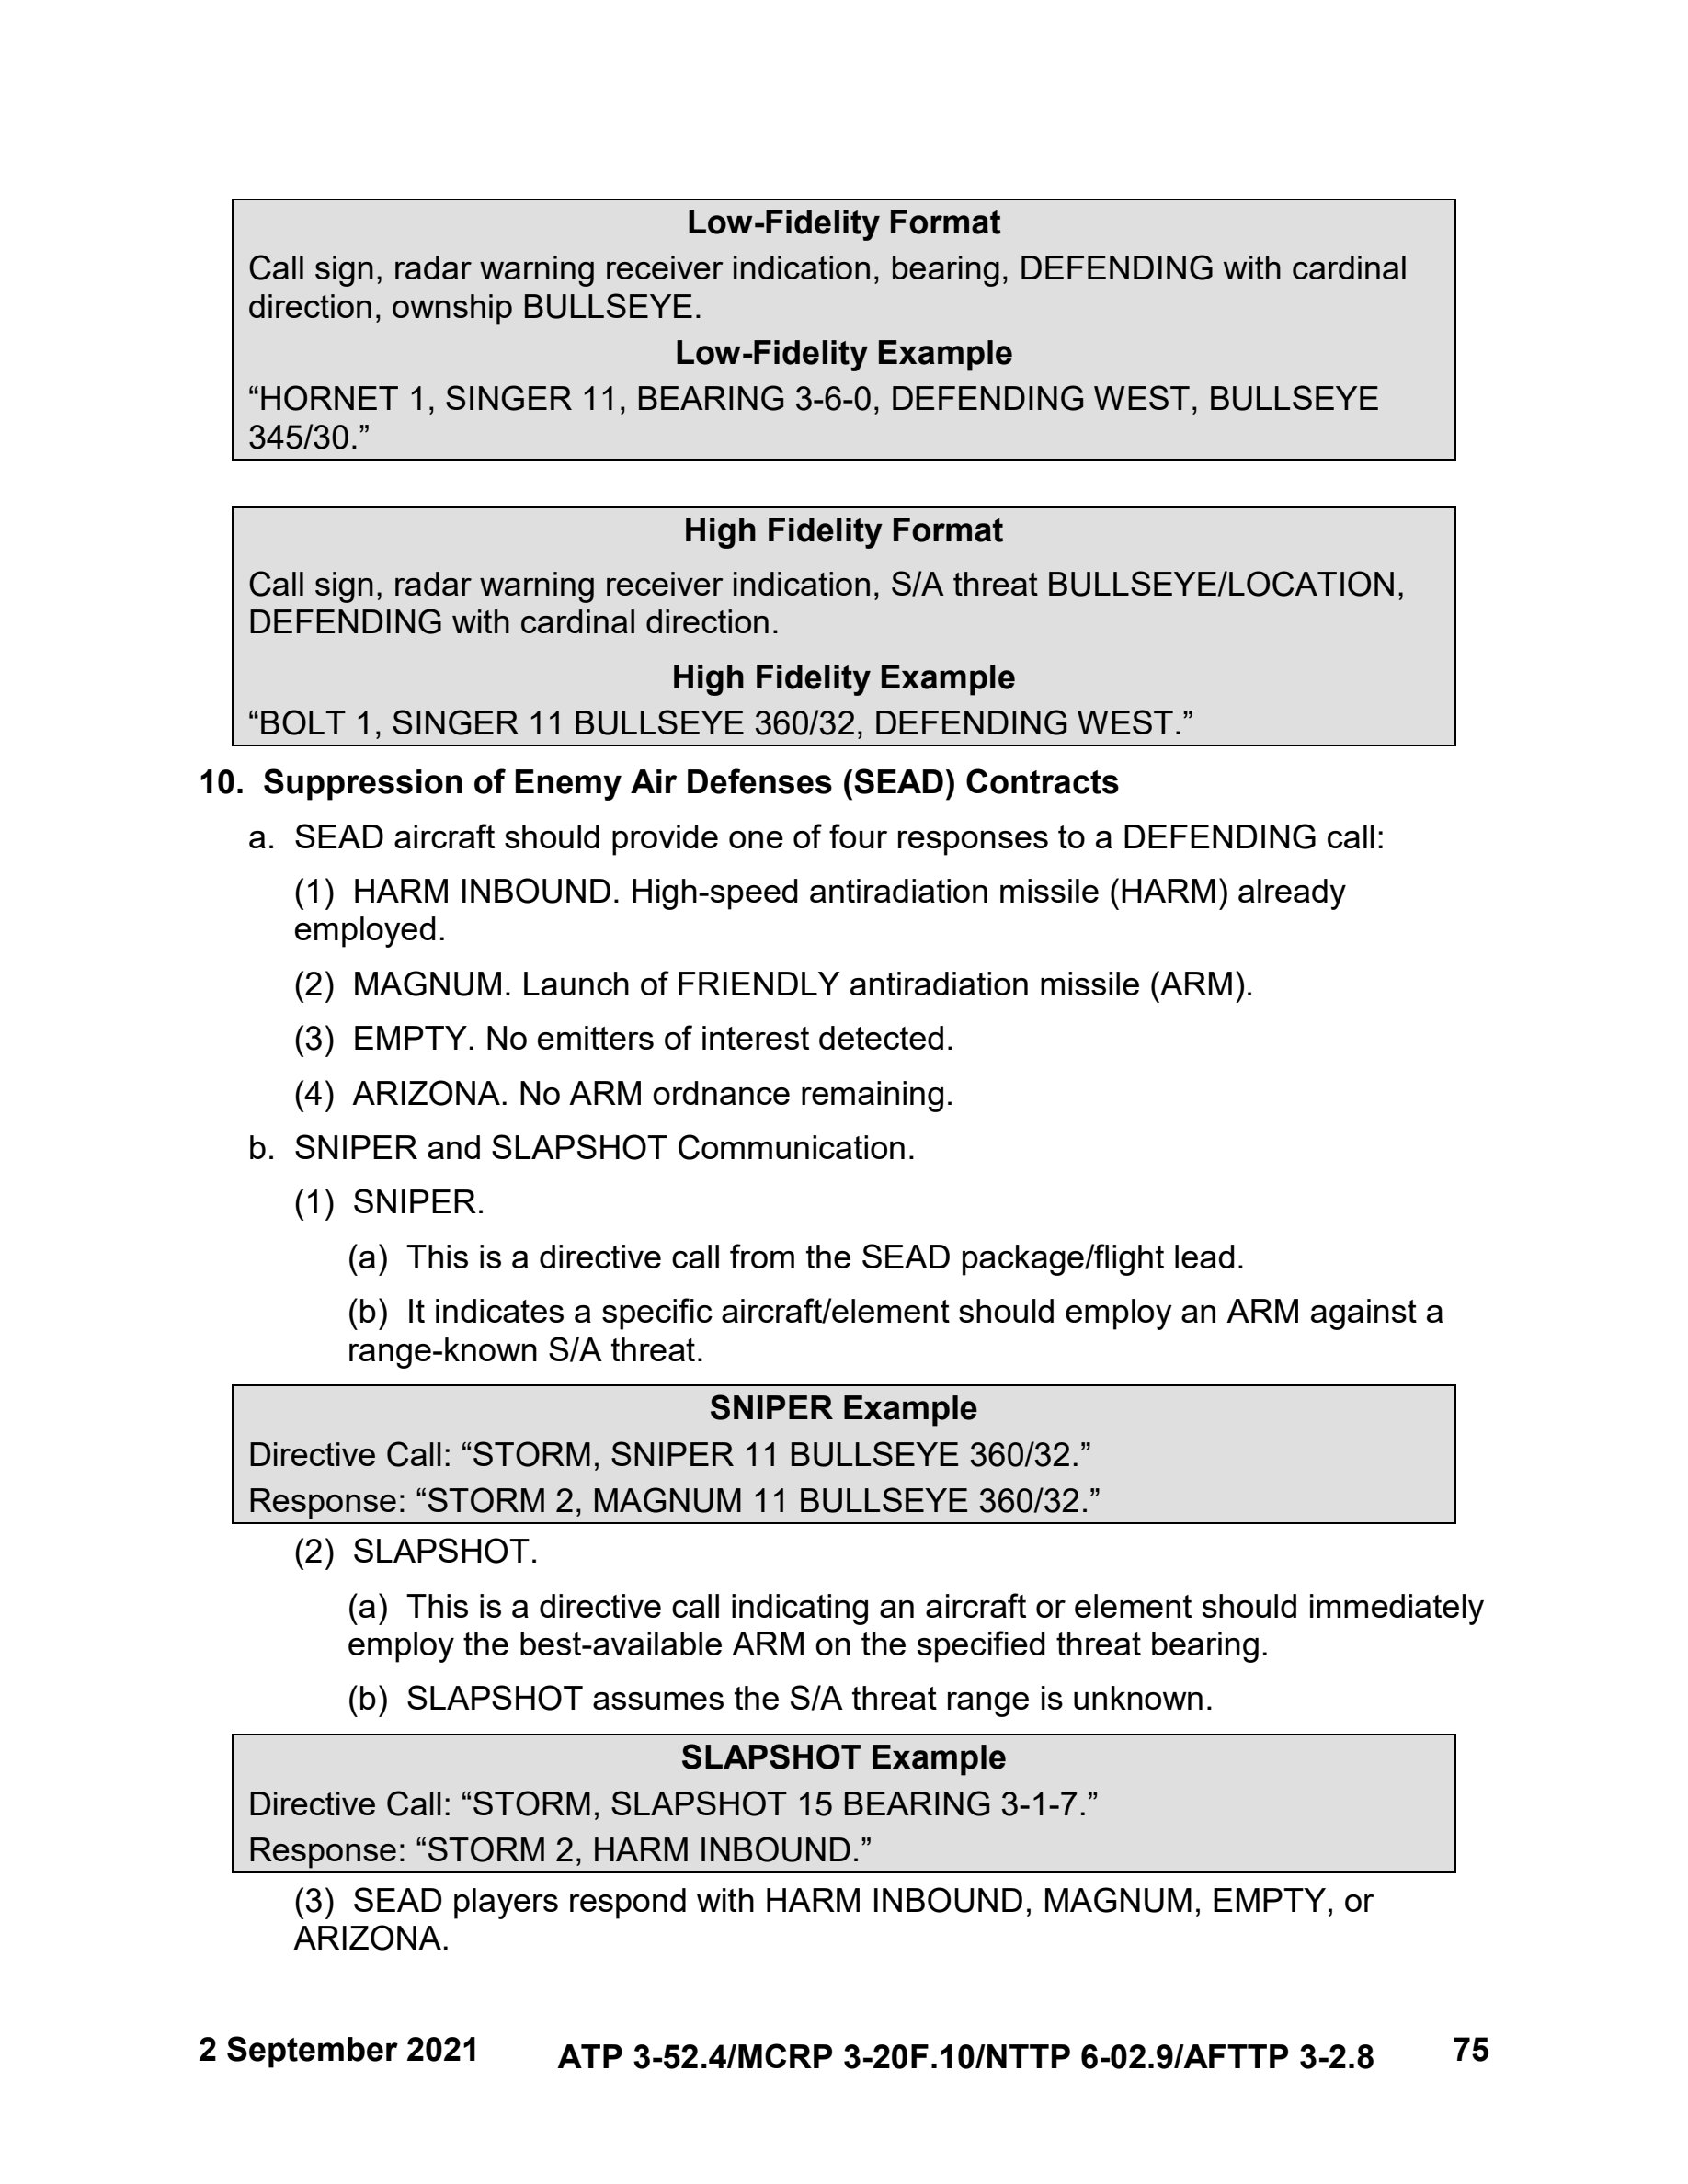 Low-Fidelity Format
Call sign, radar warning receiver indication, bearing, DEFENDING with cardinal
direction, ownship BULLSEYE.
Low-Fidelity Example
“HORNET 1, SINGER 11, BEARING 3-6-0, DEFENDING WEST, BULLSEYE
345/30.”
High Fidelity Format
Call sign, radar warning receiver indication, S/A threat BULLSEYE/LOCATION,
DEFENDING with cardinal direction.
High Fidelity Example
“BOLT 1, SINGER 11 BULLSEYE 360/32, DEFENDING WEST.”
10. Suppression of Enemy Air Defenses (SEAD) Contracts
a. SEAD aircraft should provide one of four responses to a DEFENDING call:
(1) HARM INBOUND. High-speed antiradiation missile (HARM) already
employed.
(2) MAGNUM. Launch of FRIENDLY antiradiation missile (ARM).
(3) EMPTY. No emitters of interest detected.
(4) ARIZONA. No ARM ordnance remaining.
b. SNIPER and SLAPSHOT Communication.
(1) SNIPER.
(a) This is a directive call from the SEAD package/flight lead.
(b) It indicates a specific aircraft/element should employ an ARM against a
range-known S/A threat.
SNIPER Example
Directive Call: “STORM, SNIPER 11 BULLSEYE 360/32.”
Response: “STORM 2, MAGNUM 11 BULLSEYE 360/32.”
(2) SLAPSHOT.
(a) This is a directive call indicating an aircraft or element should immediately
employ the best-available ARM on the specified threat bearing.
(b) SLAPSHOT assumes the S/A threat range is unknown.
SLAPSHOT Example
Directive Call: “STORM, SLAPSHOT 15 BEARING 3-1-7.”
Response: “STORM 2, HARM INBOUND.”
(3) SEAD players respond with HARM INBOUND, MAGNUM, EMPTY, or
ARIZONA.
2 September 2021 ATP 3-52.4/MCRP 3-20F.10/NTTP 6-02.9/AFTTP 3-2.8 75